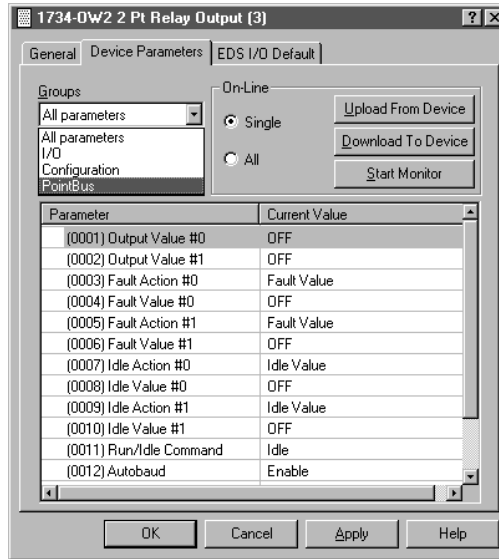 1734-OW2 2 Pt Relay Output (3)
General
Device Parameters
EDS I/O Default
Groups
All parameters
All parameters
I/O
Configuration
PointBus
On-Line
Single
All
Upload From Device
Download To Device
Start Monitor
Parameter Current Value
(0001) Output Value #0 OFF
(0002) Output Value #1 OFF
(0003) Fault Action #0 Fault Value
(0004) Fault Value #0 OFF
(0005) Fault Action #1 Fault Value
(0006) Fault Value #1 OFF
(0007) Idle Action #0 Idle Value
(0008) Idle Value #0 OFF
(0009) Idle Action #1 Idle Value
(0010) Idle Value #1 OFF
(0011) Run/Idle Command Idle
(0012) Autobaud Enable
OK Cancel Apply Help